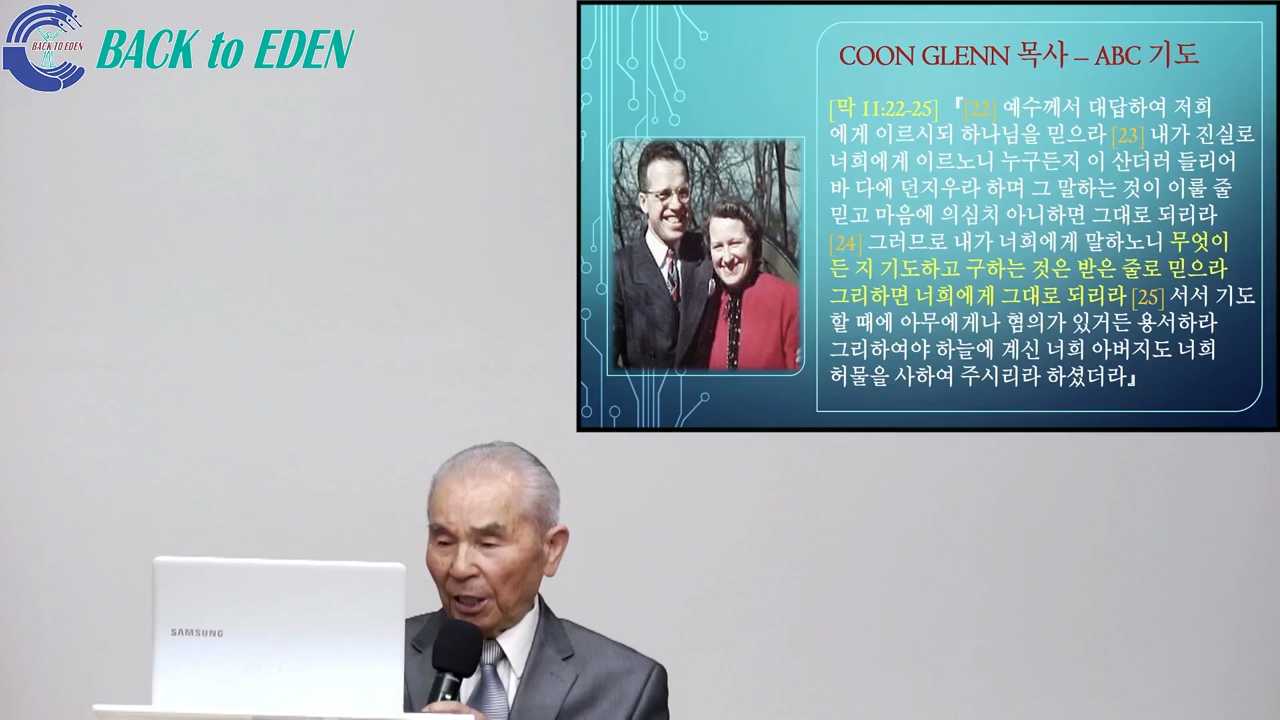 BACK TO EDEN
BACK to EDEN
COON GLENN 목사 – ABC 기도
[막 11:22-25] 『[22] 예수께서 대답하여 저희
에게 이르시되 하나님을 믿으라 [23] 내가 진실로
너희에게 이르노니 누구든지 이 산더러 들리어
바 다에 던지우라 하며 그 말하는 것이 이룰 줄
믿고 마음에 의심치 아니하면 그대로 되리라
[24] 그러므로 내가 너희에게 말하노니 무엇이
든 지 기도하고 구하는 것은 받은 줄로 믿으라
그리하면 너희에게 그대로 되리라 [25] 서서 기도
할 때에 아무에게나 혐의가 있거든 용서하라
그리하여야 하늘에 계신 너희 아버지도 너희
허물을 사하여 주시리라 하셨더라』
SAMSUNG